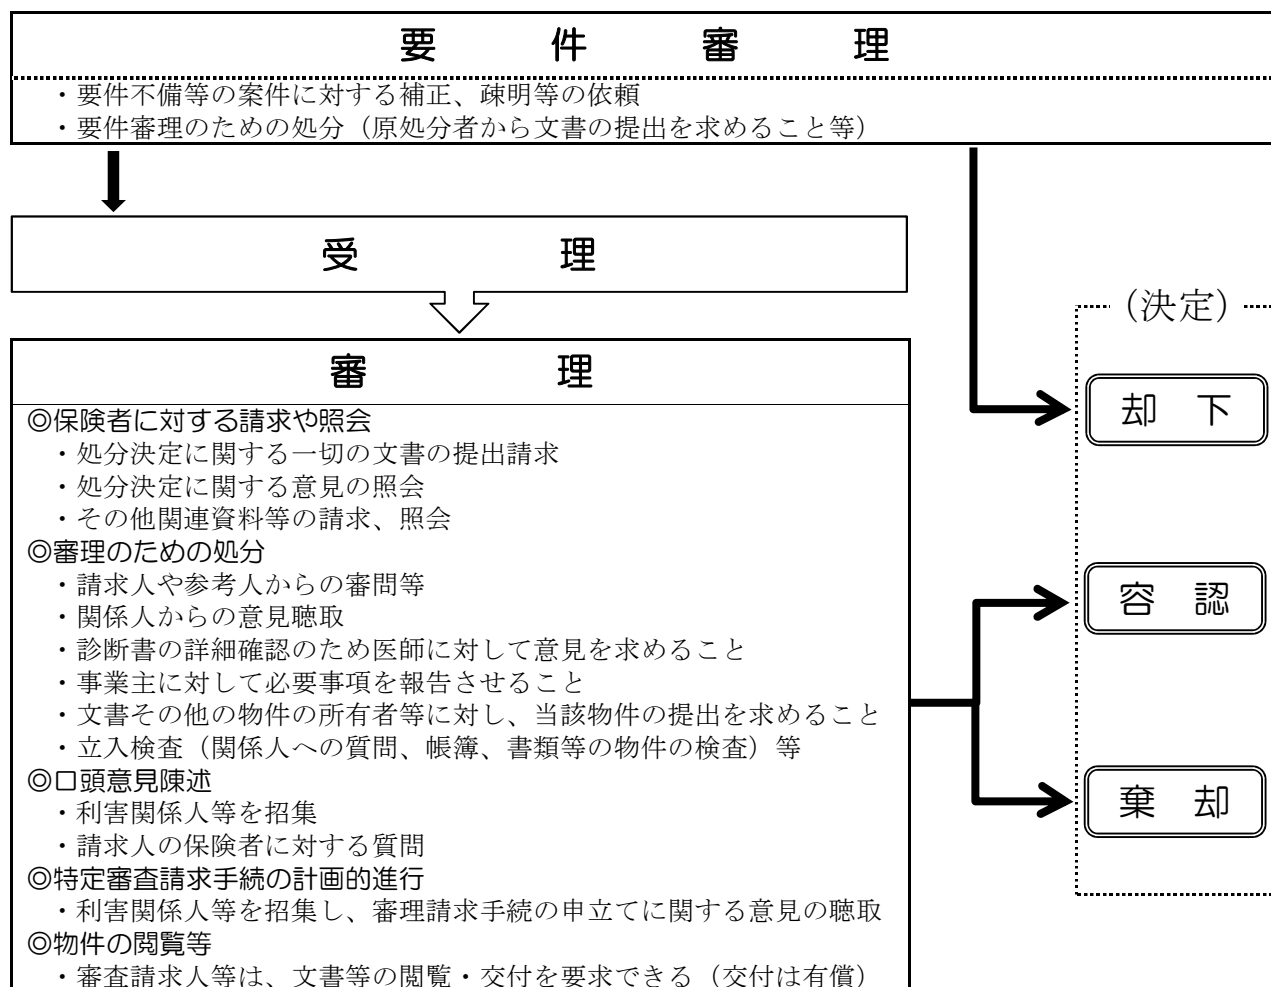 要件審理
・要件不備等の案件に対する補正、疎明等の依頼
・要件審理のための処分（原処分者から文書の提出を求めること等）
受理
（決定）
審理
却下
◎保険者に対する請求や照会
・処分決定に関する一切の文書の提出請求
・処分決定に関する意見の照会
・その他関連資料等の請求、照会
◎審理のための処分
・請求人や参考人からの審問等
容認
・関係人からの意見聴取
・診断書の詳細確認のため医師に対して意見を求めること
・事業主に対して必要事項を報告させること
・文書その他の物件の所有者等に対し、当該物件の提出を求めること
・立入検査（関係人への質問、帳簿、書類等の物件の検査）等
◎口頭意見陳述
・利害関係人等を招集
棄却
・請求人の保険者に対する質問
◎特定審査請求手続の計画的進行
・利害関係人等を招集し、審理請求手続の申立てに関する意見の聴取
◎物件の閲覧等
・審査請求人等は、文書等の閲覧・交付を要求できる（交付は有償）